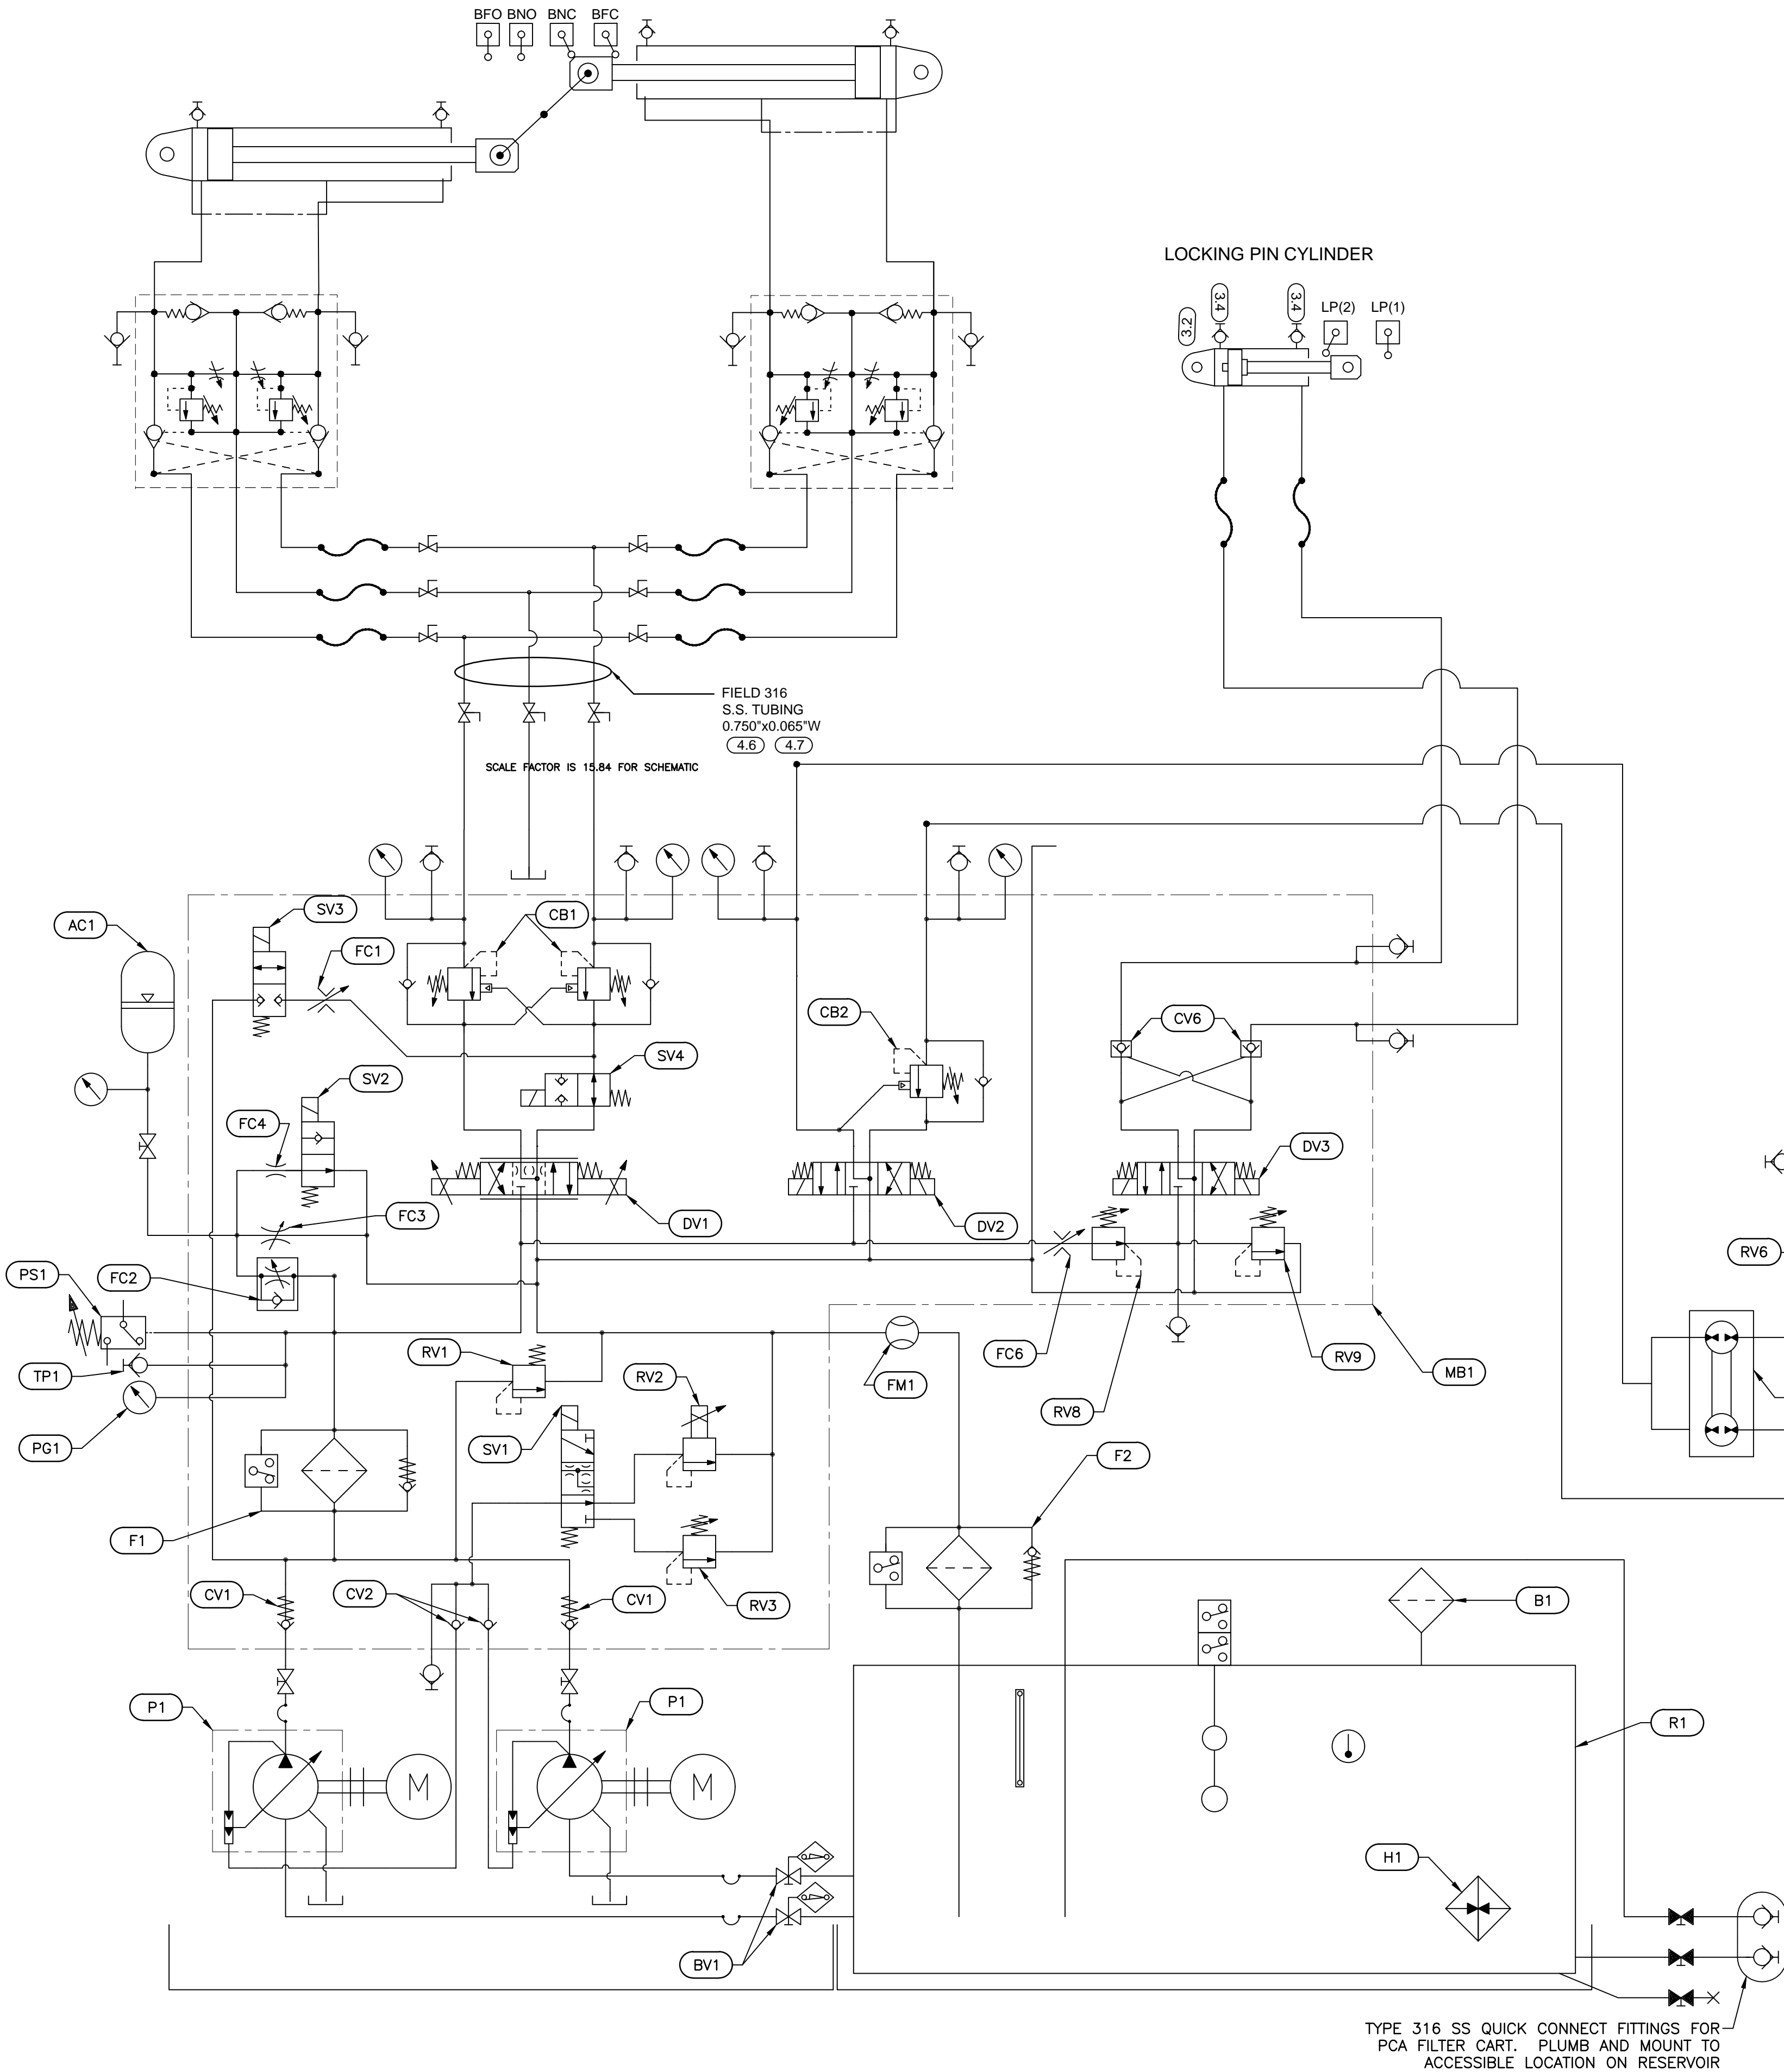 BFO BNO BNC BFC
LOCKING PIN CYLINDER
3.2
3.4
3.4
LP(2)
LP(1)
FIELD 316
S.S. TUBING
0.750"x0.065"W
4.6 4.7
SCALE FACTOR IS 15.84 FOR SCHEMATIC
AC1
SV3
FC1
CB1
CB2
CV6
SV4
SV2
FC4
FC3
DV1
DV2
DV3
RV6
PS1
FC2
TP1
PG1
RV1
RV2
FM1
FC6
RV8
RV9
MB1
SV1
F1
F2
CV1
CV2
CV1
RV3
B1
P1
P1
M
M
R1
H1
BV1
TYPE 316 SS QUICK CONNECT FITTINGS FOR
PCA FILTER CART. PLUMB AND MOUNT TO
ACCESSIBLE LOCATION ON RESERVOIR